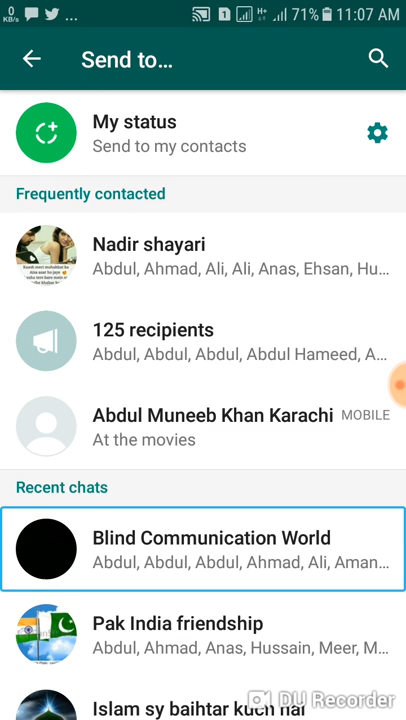 0
KB/s ... 1 H+ 71% 11:07 AM
Send to...
My status
Send to my contacts
Frequently contacted
Nadir shayari
Abdul, Ahmad, Ali, Ali, Anas, Ehsan, Hu...
125 recipients
Abdul, Abdul, Abdul, Abdul Hameed, A...
Abdul Muneeb Khan Karachi MOBILE
At the movies
Recent chats
Blind Communication World
Abdul, Abdul, Abdul, Ahmad, Ali, Aman...
Pak India friendship
Abdul, Ahmad, Anas, Hussain, Meer, M...
Islam sy baihtar kuch nai
DU Recorder